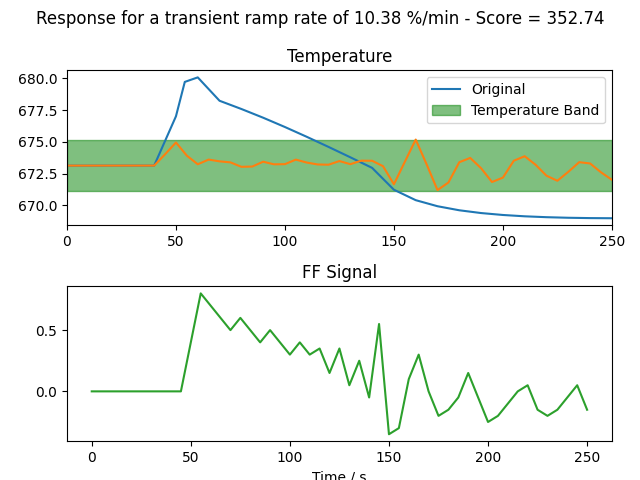 Response for a transient ramp rate of 10.38 %/min - Score = 352.74
Temperature
680.0
677.5
675.0
672.5
670.0
Original
Temperature Band
0 50 100 150 200 250
FF Signal
0.5
0.0
0 50 100 150 200 250
Time / s